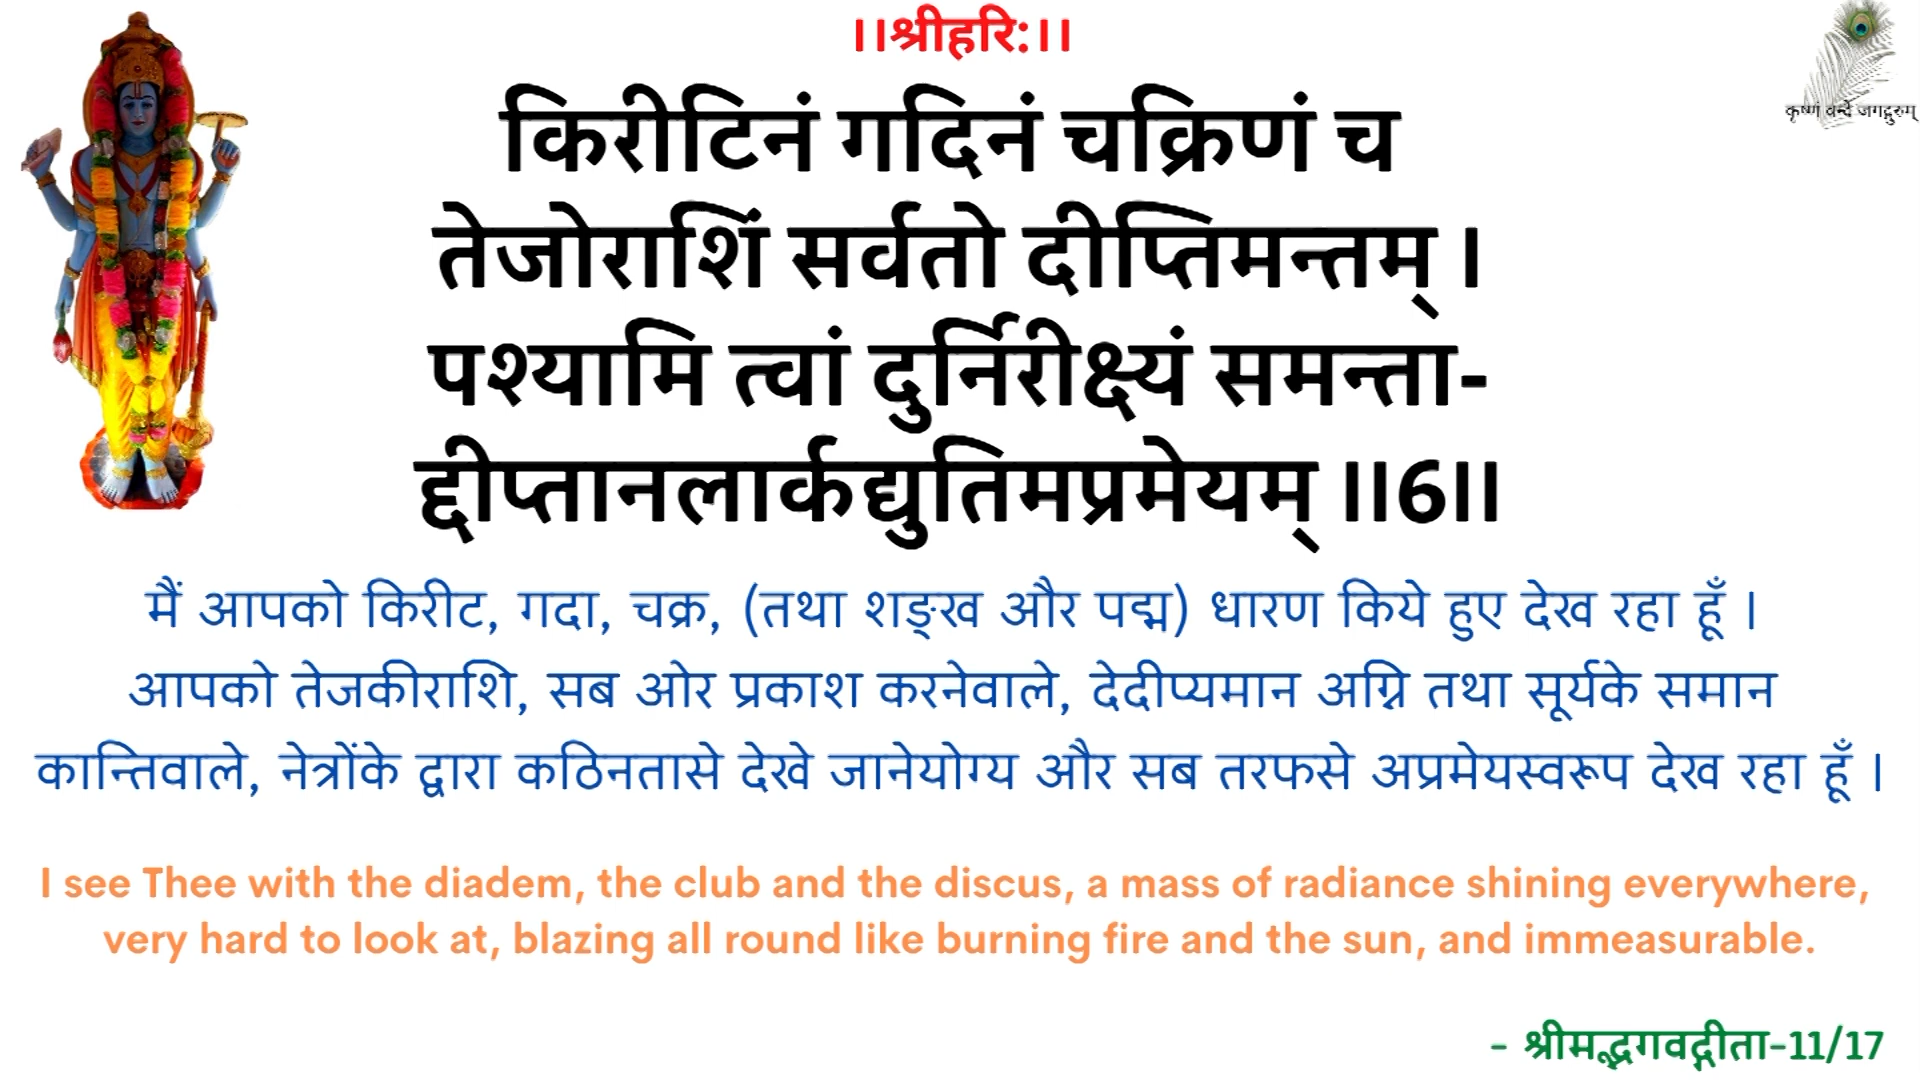 ।।श्रीहरि:।।
कृष्णं वन्दे जगद्गुरुम्
किरीटिनं गदिनं चक्रिणं च
तेजोराशिं सर्वतो दीप्तिमन्तम् ।
पश्यामि त्वां दुर्निरीक्ष्यं समन्ता-
द्दीप्तानलार्कद्युतिमप्रमेयम् ।।6।।
मैं आपको किरीट, गदा, चक्र, (तथा शङ्ख और पद्म) धारण किये हुए देख रहा हूँ ।
आपको तेजकीराशि, सब ओर प्रकाश करनेवाले, देदीप्यमान अग्नि तथा सूर्यके समान
कान्तिवाले, नेत्रोंके द्वारा कठिनतासे देखे जानेयोग्य और सब तरफसे अप्रमेयस्वरूप देख रहा हूँ ।
I see Thee with the diadem, the club and the discus, a mass of radiance shining everywhere,
very hard to look at, blazing all round like burning fire and the sun, and immeasurable.
- श्रीमद्भगवद्गीता-11/17